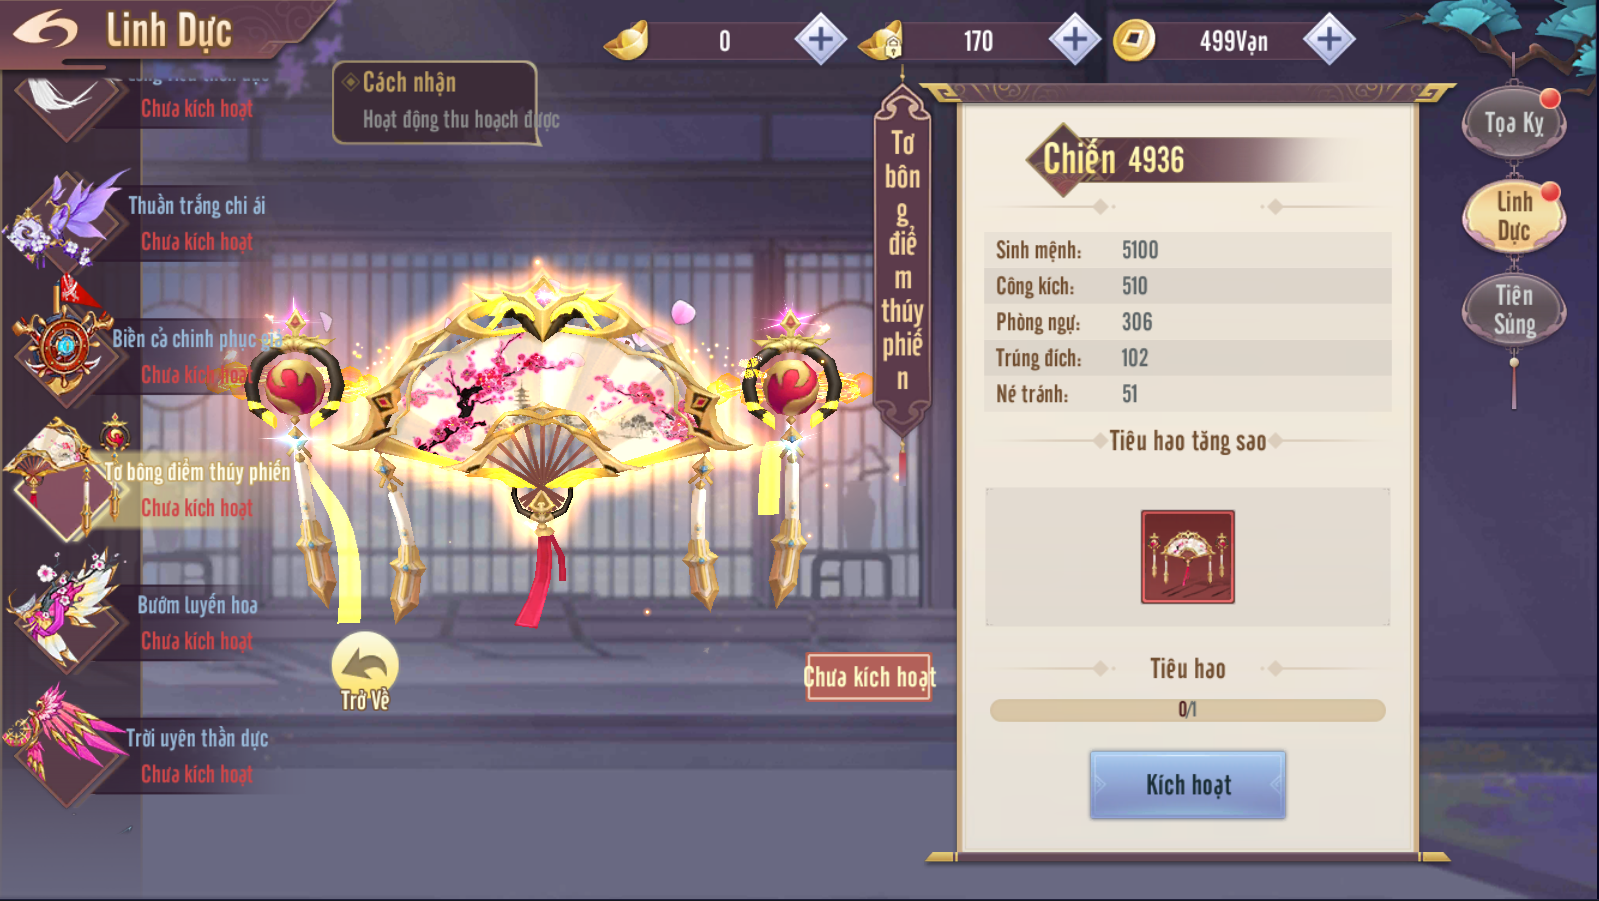 Linh Dực
0
170
499Vạn
Cách nhận
Hoạt động thu hoạch được
Chưa kích hoạt
Thuần trắng chi ái
Chưa kích hoạt
Biển cả chinh phục giả
Chưa kích hoạt
Tơ bông điểm thúy phiến
Chưa kích hoạt
Bướm luyến hoa
Chưa kích hoạt
Trời uyên thần dực
Chưa kích hoạt
Trở Về
Chưa kích hoạt
Tơ
bôn
g
điể
m
thúy
phiế
n
Chiến 4936
Sinh mệnh: 5100
Công kích: 510
Phòng ngự: 306
Trúng đích: 102
Né tránh: 51
Tiêu hao tăng sao
Tiêu hao
0/1
Kích hoạt
Tọa Kỵ
Linh
Dực
Tiên
Sủng